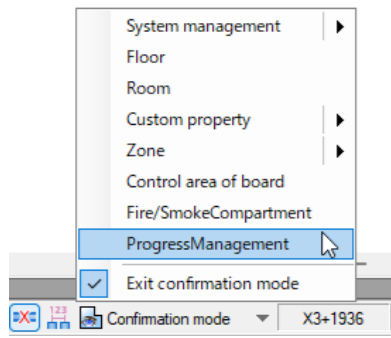 System management
Floor
Room
Custom property
Zone
Control area of board
Fire/SmokeCompartment
ProgressManagement
Exit confirmation mode
=X= 123 Confirmation mode X3+1936